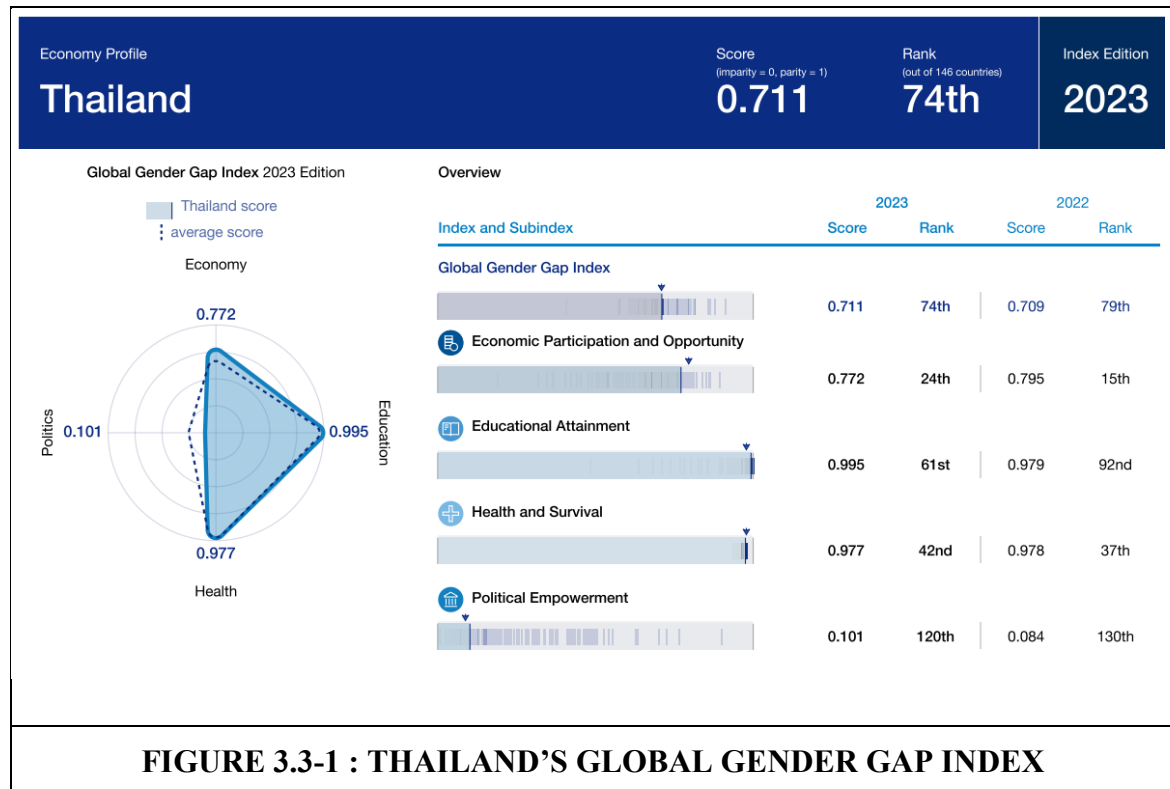 Economy Profile
Thailand
Score
(imparity = 0, parity = 1)
0.711
Rank
(out of 146 countries)
74th
Index Edition
2023
Global Gender Gap Index 2023 Edition
Thailand score
average score
Economy
0.772
Politics
0.101
0.995
Education
0.977
Health
Overview
2023 2022
Index and Subindex Score Rank Score Rank
Global Gender Gap Index
0.711 74th 0.709 79th
Economic Participation and Opportunity
0.772 24th 0.795 15th
Educational Attainment
0.995 61st 0.979 92nd
Health and Survival
0.977 42nd 0.978 37th
Political Empowerment
0.101 120th 0.084 130th
FIGURE 3.3-1 : THAILAND'S GLOBAL GENDER GAP INDEX